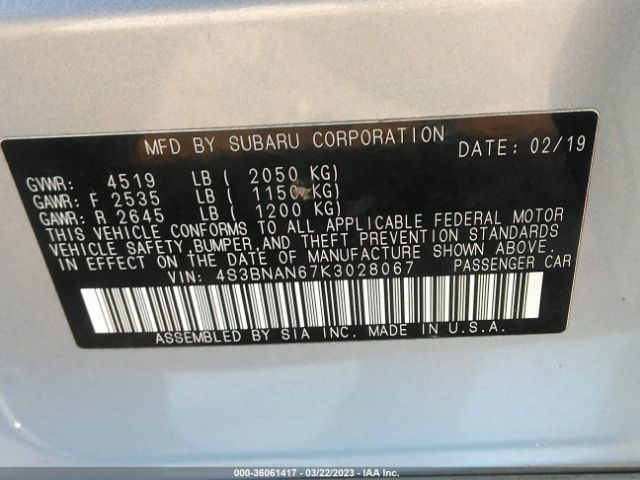 MFD BY SUBARU CORPORATION DATE: 02/19
GVWR: 4519 LB ( 2050 KG)
GAWR: F 2535 LB ( 1150 KG)
GAWR: R 2645 LB ( 1200 KG)
THIS VEHICLE CONFORMS TO ALL APPLICABLE FEDERAL MOTOR
VEHICLE SAFETY, BUMPER, AND THEFT PREVENTION STANDARDS
IN EFFECT ON THE DATE OF MANUFACTURE SHOWN ABOVE.
VIN: 4S3BNAN67K3028067 PASSENGER CAR
ASSEMBLED BY SIA INC. MADE IN U.S.A.
000-36061417 - 03/22/2023 - IAA Inc.